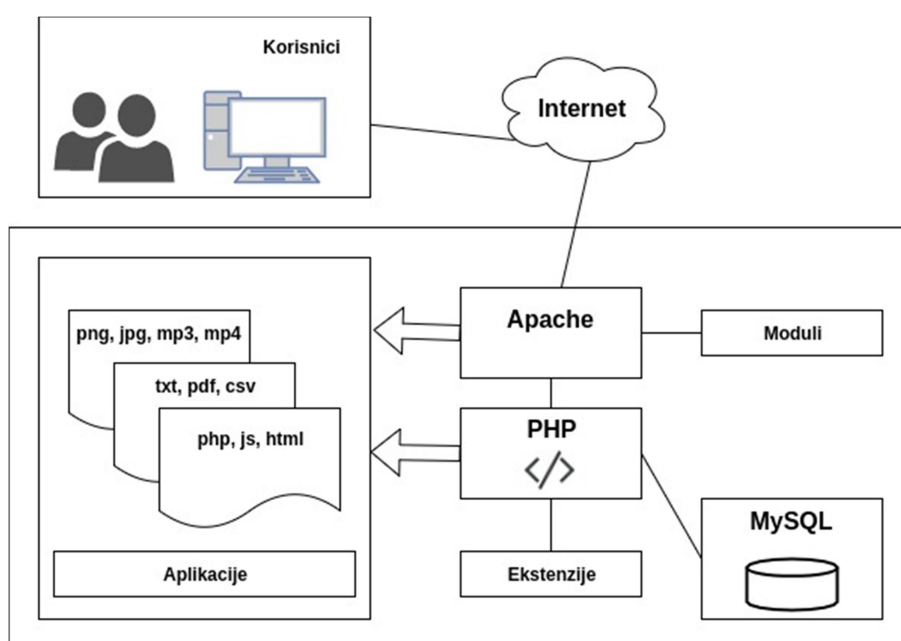 Korisnici
Internet
Apache
Moduli
png, jpg, mp3, mp4
txt, pdf, csv
php, js, html
PHP
</>
MySQL
Aplikacije
Ekstenzije